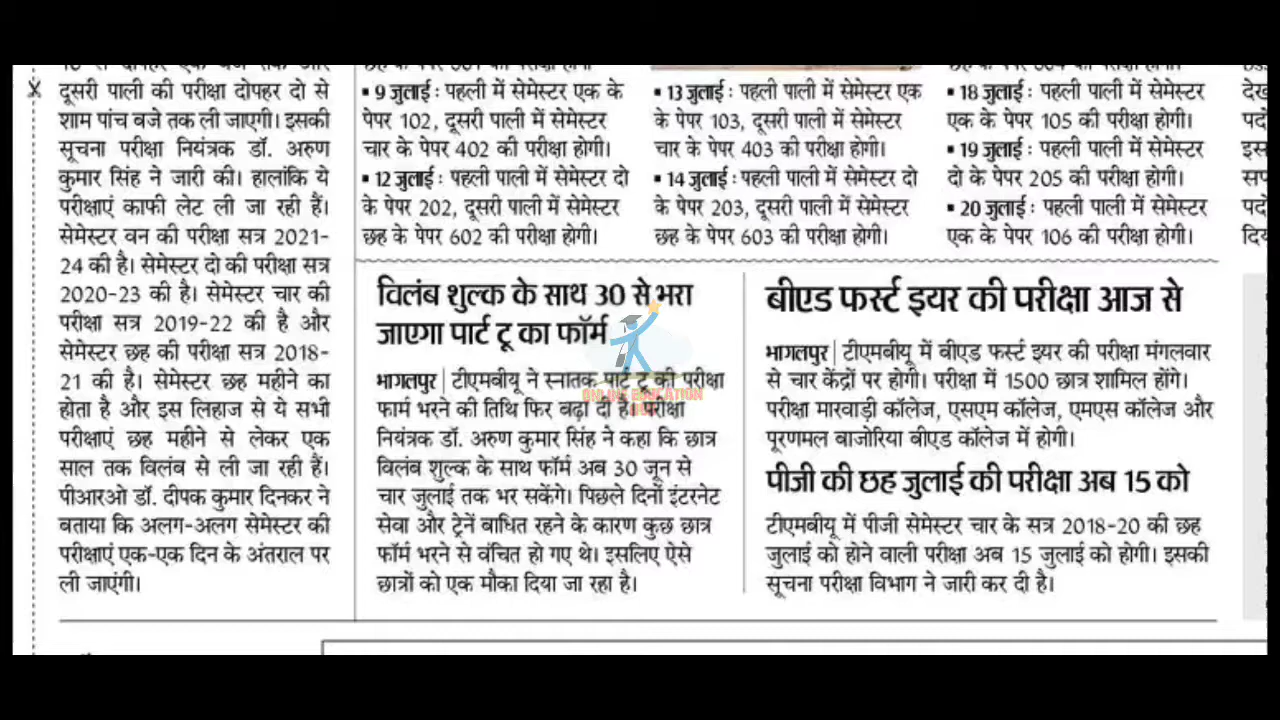 दूसरी पाली की परीक्षा दोपहर दो से
शाम पांच बजे तक ली जाएगी। इसकी
सूचना परीक्षा नियंत्रक डॉ. अरुण
कुमार सिंह ने जारी की। हालांकि ये
परीक्षाएं काफी लेट ली जा रही हैं।
सेमेस्टर वन की परीक्षा सत्र 2021-
24 की है। सेमेस्टर दो की परीक्षा सत्र
2020-23 की है। सेमेस्टर चार की
परीक्षा सत्र 2019-22 की है और
सेमेस्टर छह की परीक्षा सत्र 2018-
21 की है। सेमेस्टर छह महीने का
होता है और इस लिहाज से ये सभी
परीक्षाएं छह महीने से लेकर एक
साल तक विलंब से ली जा रही हैं।
पीआरओ डॉ. दीपक कुमार दिनकर ने
बताया कि अलग-अलग सेमेस्टर की
परीक्षाएं एक-एक दिन के अंतराल पर
ली जाएंगी।
▪ 9 जुलाई : पहली में सेमेस्टर एक के
पेपर 102, दूसरी पाली में सेमेस्टर
चार के पेपर 402 की परीक्षा होगी।
▪ 12 जुलाई : पहली पाली में सेमेस्टर दो
के पेपर 202, दूसरी पाली में सेमेस्टर
छह के पेपर 602 की परीक्षा होगी।
▪ 13 जुलाई : पहली पाली में सेमेस्टर एक
के पेपर 103, दूसरी पाली में सेमेस्टर
चार के पेपर 403 की परीक्षा होगी।
▪ 14 जुलाई : पहली पाली में सेमेस्टर दो
के पेपर 203, दूसरी पाली में सेमेस्टर
छह के पेपर 603 की परीक्षा होगी।
▪ 18 जुलाई : पहली पाली में सेमेस्टर
एक के पेपर 105 की परीक्षा होगी।
▪ 19 जुलाई : पहली पाली में सेमेस्टर
दो के पेपर 205 की परीक्षा होगी।
▪ 20 जुलाई : पहली पाली में सेमेस्टर
एक के पेपर 106 की परीक्षा होगी।
विलंब शुल्क के साथ 30 से भरा
जाएगा पार्ट टू का फॉर्म
भागलपुर | टीएमबीयू ने स्नातक पार्ट टू की परीक्षा
फार्म भरने की तिथि फिर बढ़ा दी है। परीक्षा
नियंत्रक डॉ. अरुण कुमार सिंह ने कहा कि छात्र
विलंब शुल्क के साथ फॉर्म अब 30 जून से
चार जुलाई तक भर सकेंगे। पिछले दिनों इंटरनेट
सेवा और ट्रेनें बाधित रहने के कारण कुछ छात्र
फॉर्म भरने से वंचित हो गए थे। इसलिए ऐसे
छात्रों को एक मौका दिया जा रहा है।
ONLINE EDUCATION
बीएड फर्स्ट इयर की परीक्षा आज से
भागलपुर | टीएमबीयू में बीएड फर्स्ट इयर की परीक्षा मंगलवार
से चार केंद्रों पर होगी। परीक्षा में 1500 छात्र शामिल होंगे।
परीक्षा मारवाड़ी कॉलेज, एसएम कॉलेज, एमएस कॉलेज और
पूरणमल बाजोरिया बीएड कॉलेज में होगी।
पीजी की छह जुलाई की परीक्षा अब 15 को
टीएमबीयू में पीजी सेमेस्टर चार के सत्र 2018-20 की छह
जुलाई को होने वाली परीक्षा अब 15 जुलाई को होगी। इसकी
सूचना परीक्षा विभाग ने जारी कर दी है।